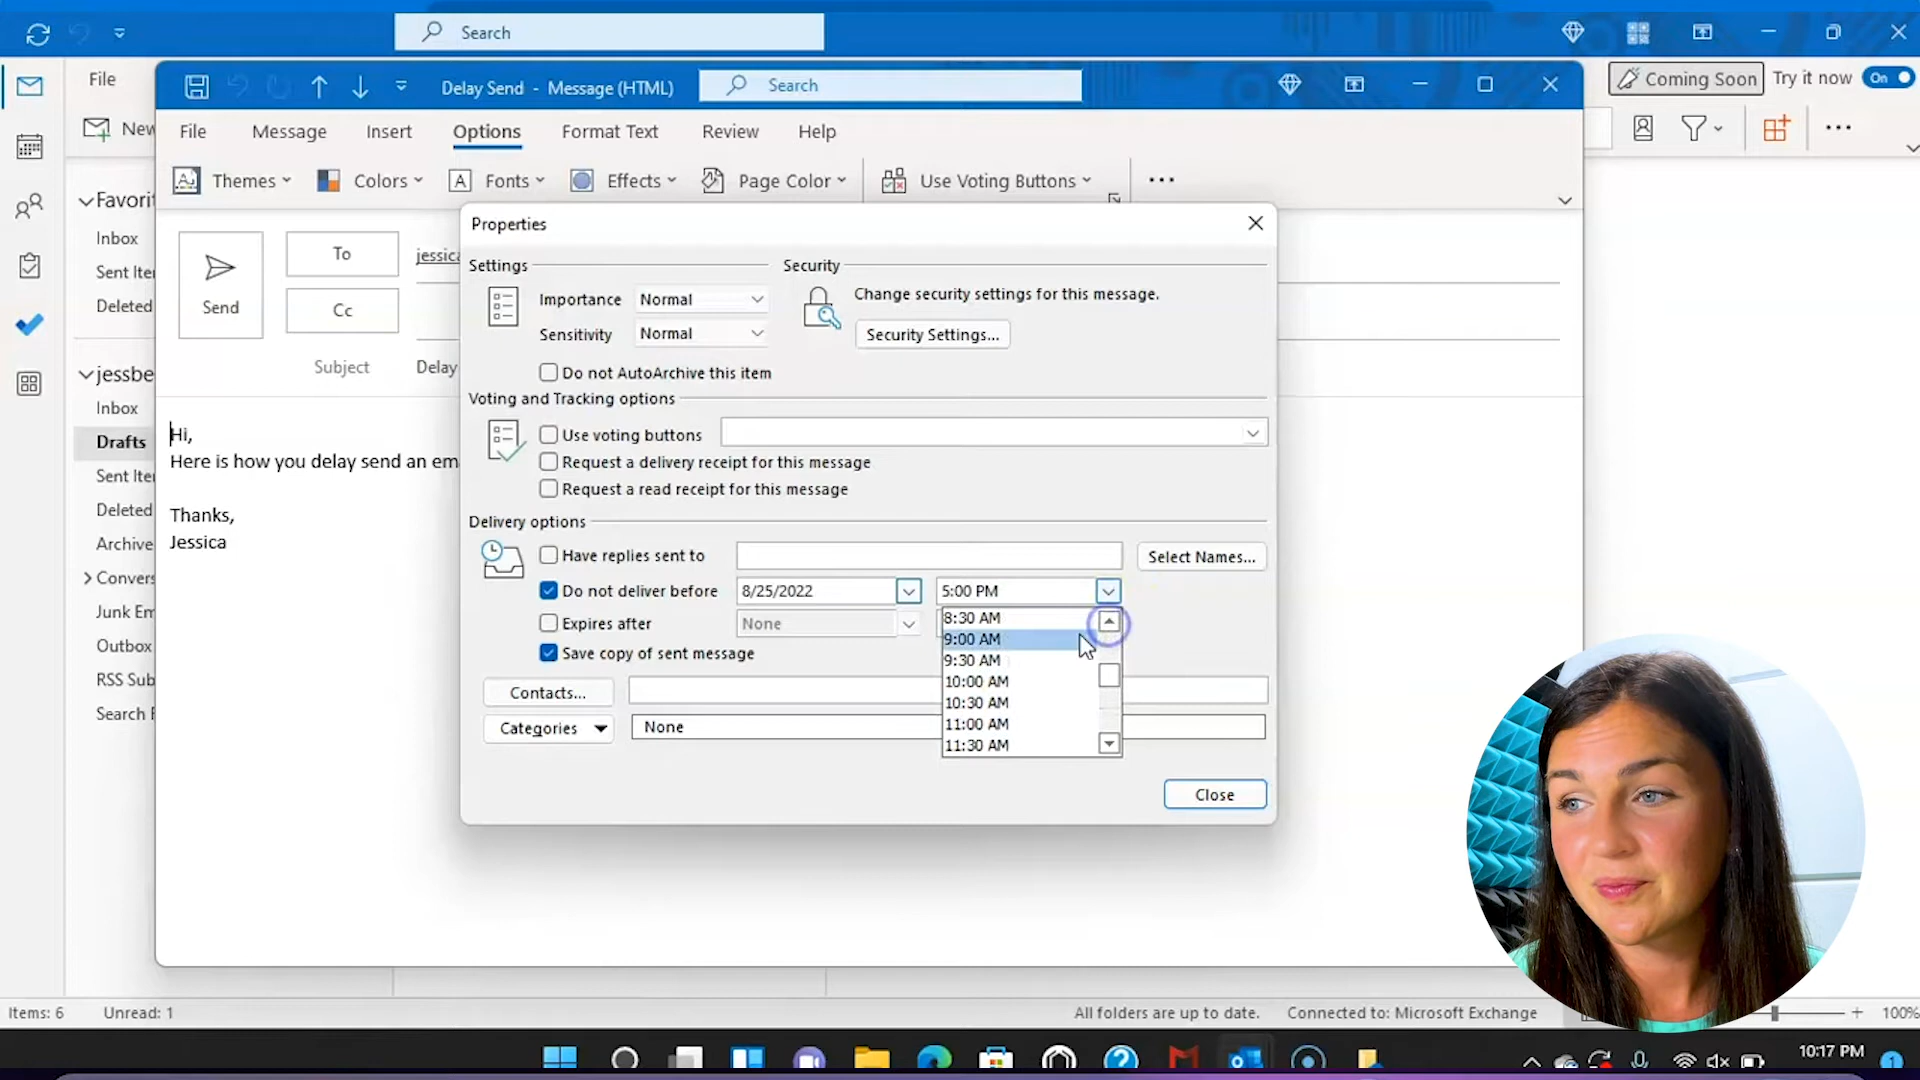 Search
Coming Soon Try it now On
File
New
Delay Send - Message (HTML)
Search
File Message Insert Options Format Text Review Help
Themes Colors Fonts Effects Page Color Use Voting Buttons
Send
To
jessica
Cc
Subject
Delay
Hi,
Here is how you delay send an em
Thanks,
Jessica
Inbox
Sent Iter
Deleted
jessbe
Inbox
Drafts
Sent Iter
Deleted
Archive
Convers
Junk Em
Outbox
RSS Sub
Search F
Properties
Settings
Importance Normal
Sensitivity Normal
Do not AutoArchive this item
Security
Change security settings for this message.
Security Settings...
Voting and Tracking options
Use voting buttons
Request a delivery receipt for this message
Request a read receipt for this message
Delivery options
Have replies sent to
Select Names...
Do not deliver before 8/25/2022 5:00 PM
Expires after None
Save copy of sent message
8:30 AM
9:00 AM
9:30 AM
10:00 AM
10:30 AM
11:00 AM
11:30 AM
Contacts...
Categories None
Close
Items: 6 Unread: 1
All folders are up to date. Connected to: Microsoft Exchange
100%
10:17 PM
1